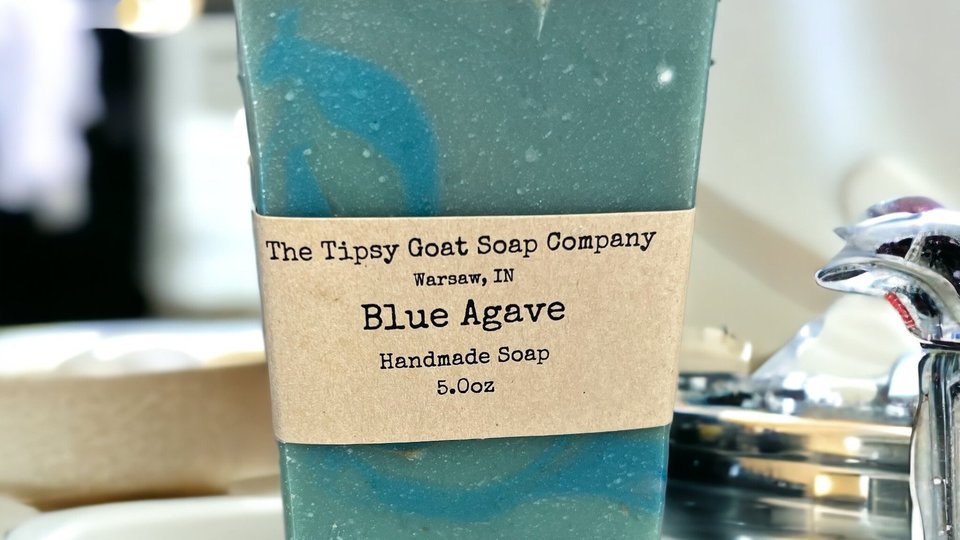 The Tipsy Goat Soap Company
Warsaw, IN
Blue Agave
Handmade Soap
5.0oz